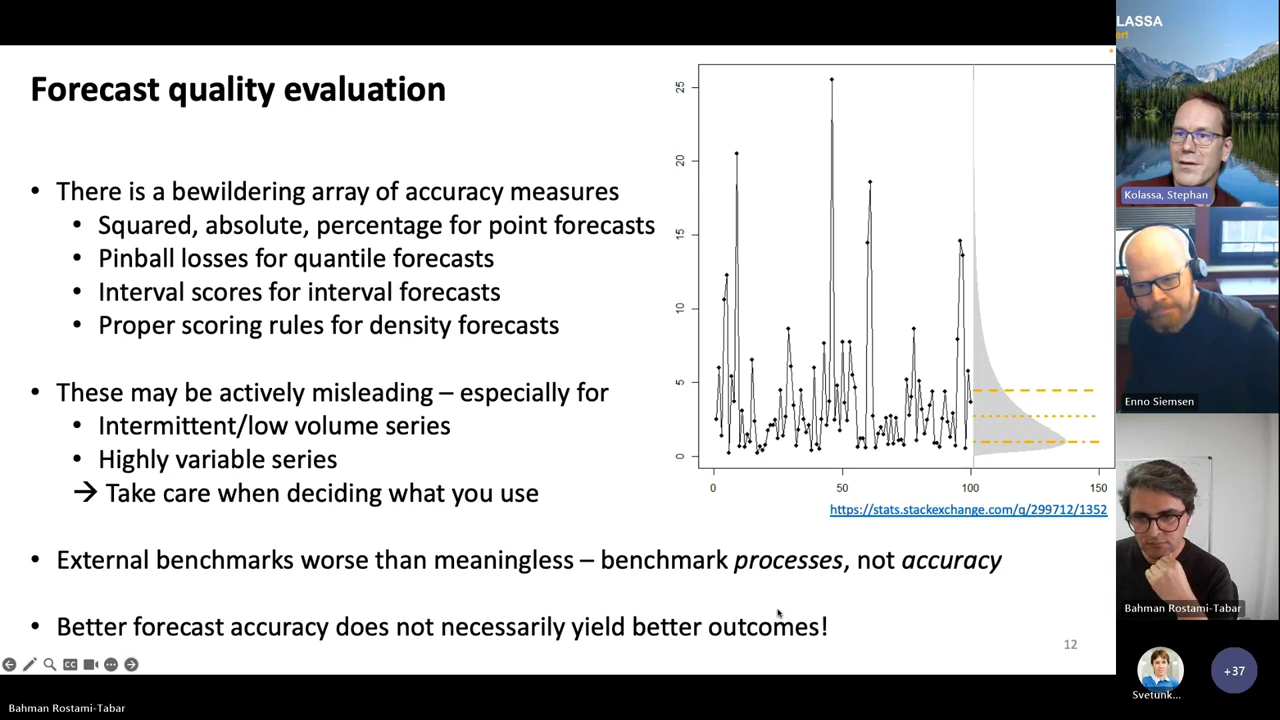 Forecast quality evaluation
• There is a bewildering array of accuracy measures
• Squared, absolute, percentage for point forecasts
• Pinball losses for quantile forecasts
• Interval scores for interval forecasts
• Proper scoring rules for density forecasts
• These may be actively misleading – especially for
• Intermittent/low volume series
• Highly variable series
→ Take care when deciding what you use
• External benchmarks worse than meaningless – benchmark processes, not accuracy
• Better forecast accuracy does not necessarily yield better outcomes!
25
20
15
10
5
0
0 50 100 150
https://stats.stackexchange.com/q/299712/1352
12
CC
LASSA
ert
Kolassa, Stephan
Enno Siemsen
Bahman Rostami-Tabar
Svetunk...
+37
Bahman Rostami-Tabar